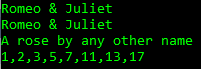 Romeo & Juliet
Romeo & Juliet
A rose by any other name
1,2,3,5,7,11,13,17